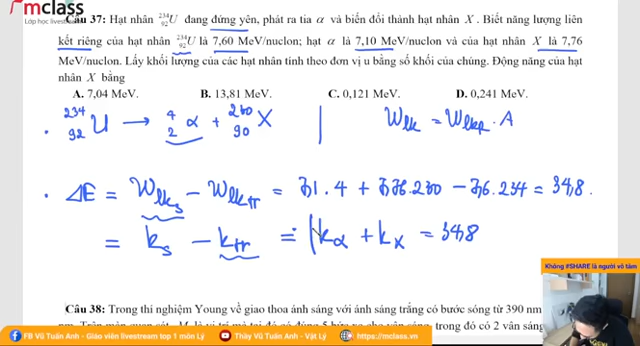 mclass
Câu 37: Hạt nhân ²³⁴₉₂U đang đứng yên, phát ra tia α và biến đổi thành hạt nhân X. Biết năng lượng liên
kết riêng của hạt nhân ²³⁴₉₂U là 7,60 MeV/nuclon; hạt α là 7,10 MeV/nuclon và của hạt nhân X là 7,76
MeV/nuclon. Lấy khối lượng của các hạt nhân tính theo đơn vị u bằng số khối của chúng. Động năng của hạt
nhân X bằng
A. 7,04 MeV. B. 13,81 MeV. C. 0,121 MeV. D. 0,241 MeV.
²³⁴₉₂U → ⁴₂α + ²³⁰₉₀X | Wlk = Wlkr . A
ΔE = Wlks - Wlktr = 7,1.4 + 7,76.230 - 7,6.234 = 34,8.
= ks - ktr = kα + kX = 34,8
Không #SHARE là người vô tâm
Câu 38: Trong thí nghiệm Young về giao thoa ánh sáng với ánh sáng trắng có bước sóng từ 390 nm
trong đó có 2 vân sáng
FB Vũ Tuấn Anh - Giáo viên livestream top 1 môn Lý Thầy Vũ Tuấn Anh - Vật Lý https://mclass.vn